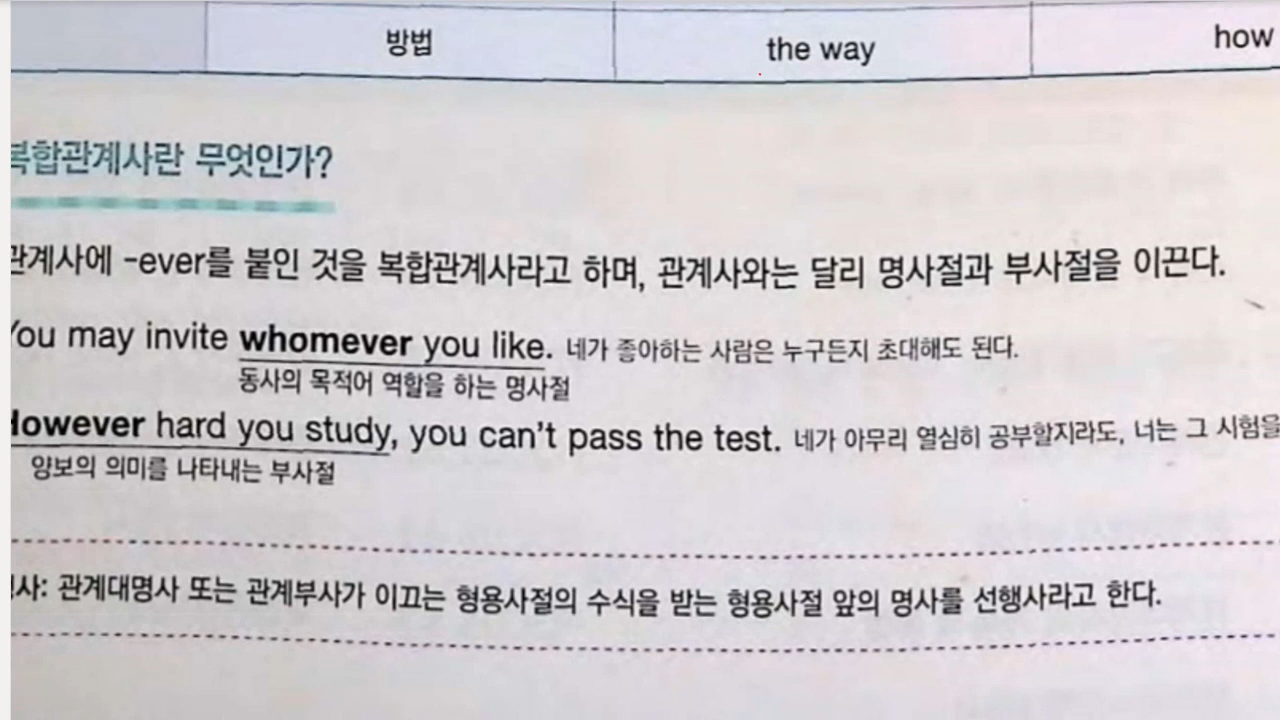 방법 the way how
복합관계사란 무엇인가?
관계사에 -ever를 붙인 것을 복합관계사라고 하며, 관계사와는 달리 명사절과 부사절을 이끈다.
You may invite whomever you like. 네가 좋아하는 사람은 누구든지 초대해도 된다.
동사의 목적어 역할을 하는 명사절
However hard you study, you can't pass the test. 네가 아무리 열심히 공부할지라도, 너는 그 시험을
양보의 의미를 나타내는 부사절
사: 관계대명사 또는 관계부사가 이끄는 형용사절의 수식을 받는 형용사절 앞의 명사를 선행사라고 한다.